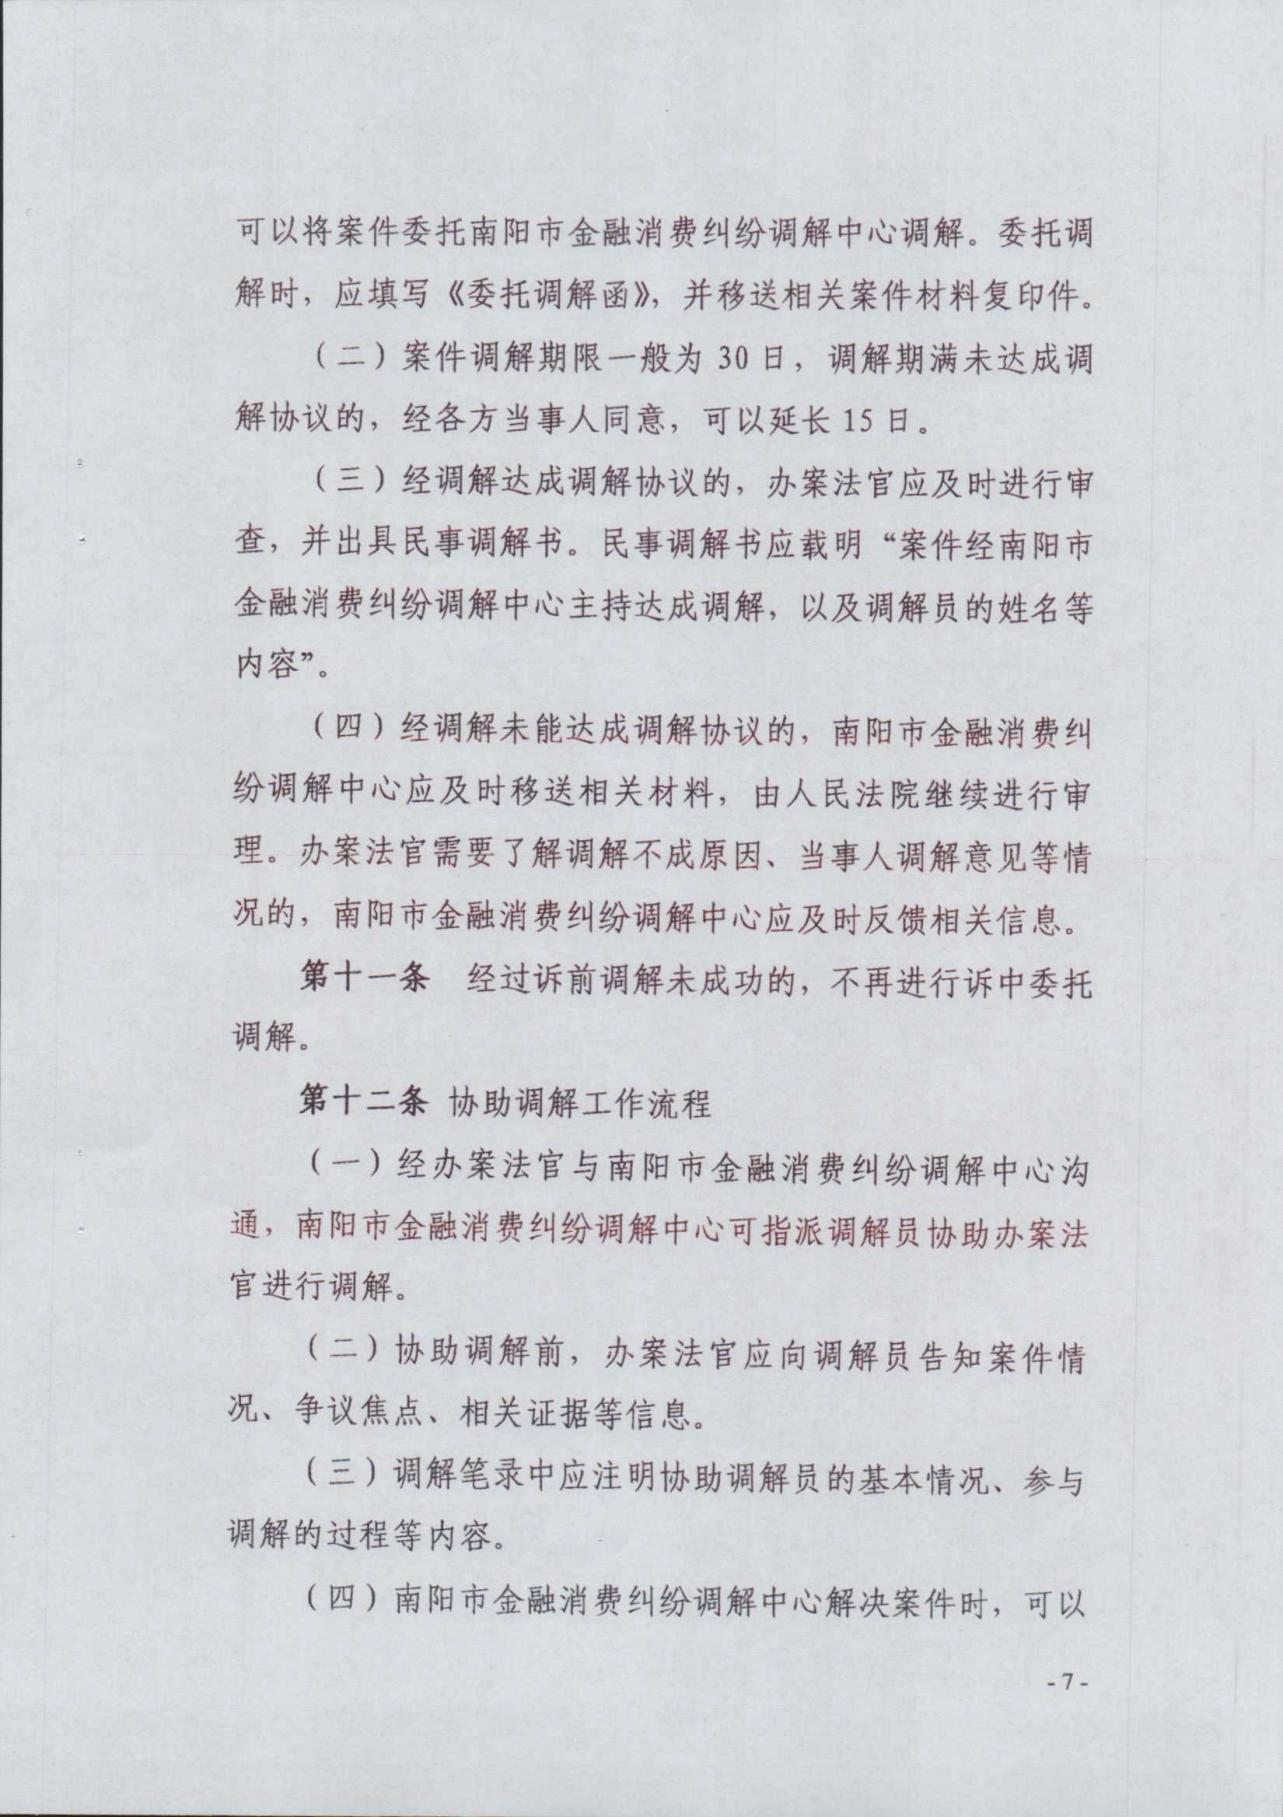 可以将案件委托南阳市金融消费纠纷调解中心调解。委托调
解时，应填写《委托调解函》，并移送相关案件材料复印件。
（二）案件调解期限一般为 30 日，调解期满未达成调
解协议的，经各方当事人同意，可以延长 15 日。
（三）经调解达成调解协议的，办案法官应及时进行审
查，并出具民事调解书。民事调解书应载明“案件经南阳市
金融消费纠纷调解中心主持达成调解，以及调解员的姓名等
内容”。
（四）经调解未能达成调解协议的，南阳市金融消费纠
纷调解中心应及时移送相关材料，由人民法院继续进行审
理。办案法官需要了解调解不成原因、当事人调解意见等情
况的，南阳市金融消费纠纷调解中心应及时反馈相关信息。
第十一条 经过诉前调解未成功的，不再进行诉中委托
调解。
第十二条 协助调解工作流程
（一）经办案法官与南阳市金融消费纠纷调解中心沟
通，南阳市金融消费纠纷调解中心可指派调解员协助办案法
官进行调解。
（二）协助调解前，办案法官应向调解员告知案件情
况、争议焦点、相关证据等信息。
（三）调解笔录中应注明协助调解员的基本情况、参与
调解的过程等内容。
（四）南阳市金融消费纠纷调解中心解决案件时，可以
- 7 -